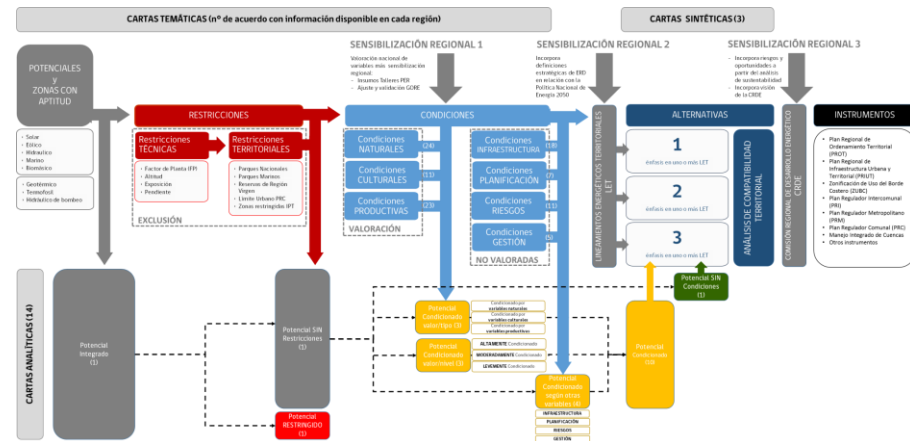 CARTAS TEMÁTICAS (nº de acuerdo con información disponible en cada región)
CARTAS SINTÉTICAS (3)
SENSIBILIZACIÓN REGIONAL 1
Valoración nacional de
variables más sensibilización
regional:
- Insumos Talleres PER
- Ajuste y validación GORE
SENSIBILIZACIÓN REGIONAL 2
Incorpora
definiciones
estratégicas de ERD
en relación con la
Política Nacional de
Energía 2050
SENSIBILIZACIÓN REGIONAL 3
- Incorpora riesgos y
oportunidades a
partir del análisis
de sustentabilidad
- Incorpora visión
de la CRDE
POTENCIALES
y
ZONAS CON
APTITUD
• Solar
• Eólico
• Hidráulico
• Marino
• Biomásico
• Geotérmico
• Termosolar
• Hidráulico de bombeo
RESTRICCIONES
Restricciones
TÉCNICAS
• Factor de Planta (FP)
• Altitud
• Exposición
• Pendiente
Restricciones
TERRITORIALES
• Parques Nacionales
• Parques Marinos
• Reservas de Región
Virgen
• Límite Urbano PRC
• Zonas restringidas IPT
EXCLUSIÓN
CONDICIONES
Condiciones
NATURALES
(24)
Condiciones
CULTURALES
(11)
Condiciones
PRODUCTIVAS
(23)
VALORACIÓN
Condiciones
INFRAESTRUCTURA
(18)
Condiciones
PLANIFICACIÓN
(7)
Condiciones
RIESGOS
(11)
Condiciones
GESTIÓN
(5)
NO VALORADAS
LINEAMIENTOS ENERGÉTICOS TERRITORIALES
LET
ALTERNATIVAS
1
énfasis en uso o más LET
2
énfasis en uso o más LET
3
énfasis en uso o más LET
ANÁLISIS DE COMPATIBILIDAD
TERRITORIAL
COMISIÓN REGIONAL DE DESARROLLO ENERGÉTICO
CRDE
INSTRUMENTOS
• Plan Regional de
Ordenamiento Territorial
(PROT)
• Plan Regional de
Infraestructura Urbana y
Territorial (PRIUT)
• Zonificación de Uso del Borde
Costero (ZUBC)
• Plan Regulador Intercomunal
(PRI)
• Plan Regulador Metropolitano
(PRM)
• Plan Regulador Comunal (PRC)
• Manejo Integrado de Cuencas
• Otros instrumentos
CARTAS ANALÍTICAS (14)
Potencial
Integrado
(1)
Potencial SIN
Restricciones
(1)
Potencial
RESTRINGIDO
(1)
Potencial
Condicionado
valor/tipo (3)
Condicionado por
variables naturales
Condicionado por
variables culturales
Condicionado por
variables productivas
Potencial
Condicionado
valor/nivel (3)
ALTAMENTE Condicionado
MODERADAMENTE Condicionado
LEVEMENTE Condicionado
Potencial
Condicionado
según otras
variables (4)
INFRAESTRUCTURA
PLANIFICACIÓN
RIESGOS
GESTIÓN
Potencial
Condicionado
(10)
Potencial SIN
Condiciones
(1)